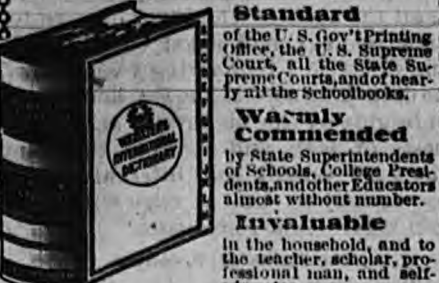 WEBSTER'S
INTERNATIONAL
DICTIONARY
Standard
of the U. S. Gov't Printing
Office, the U. S. Supreme
Court, all the State Su-
preme Courts, and of near-
ly all the Schoolbooks.
Warmly
Commended
by State Superintendents
of Schools, College Presi-
dents, and other Educators
almost without number.
Invaluable
in the household, and to
the teacher, scholar, pro-
fessional man, and self-